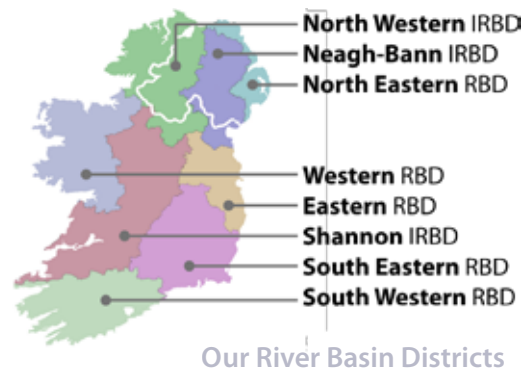 North Western IRBD
Neagh-Bann IRBD
North Eastern RBD
Western RBD
Eastern RBD
Shannon IRBD
South Eastern RBD
South Western RBD
Our River Basin Districts